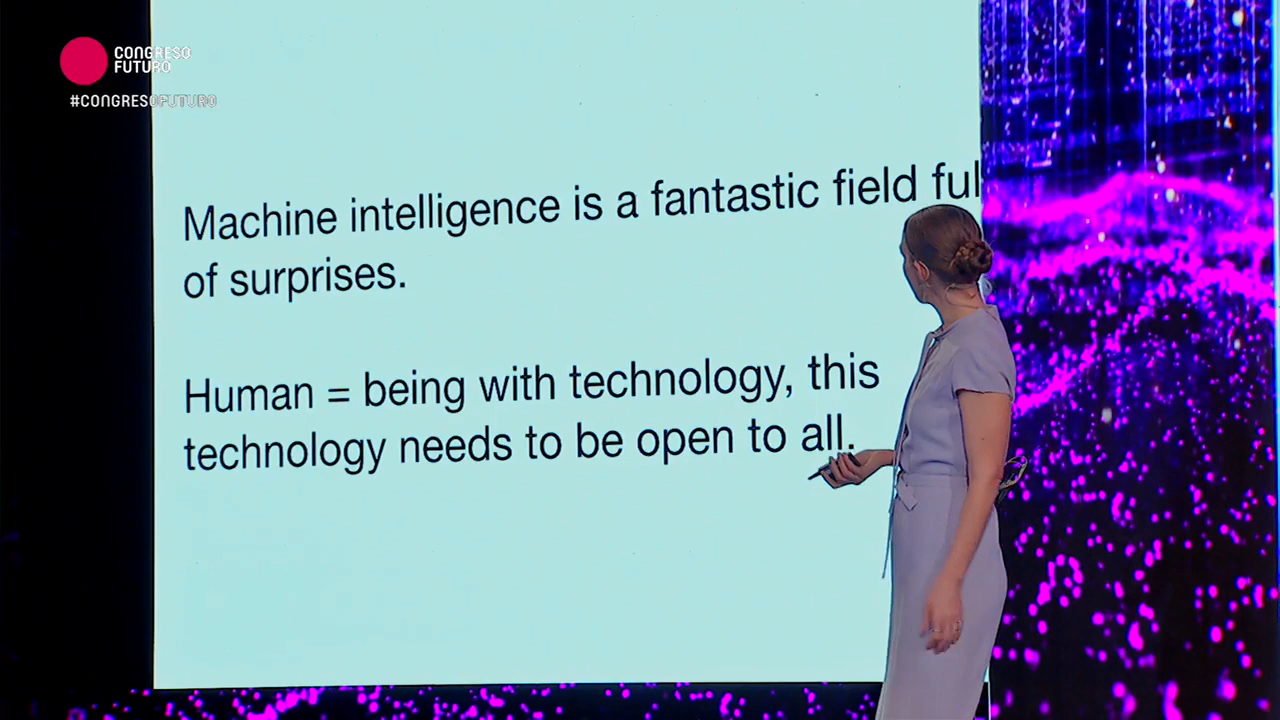 CONGRESO
FUTURO
#CONGRESOFUTURO
Machine intelligence is a fantastic field ful
of surprises.
Human = being with technology, this
technology needs to be open to all.